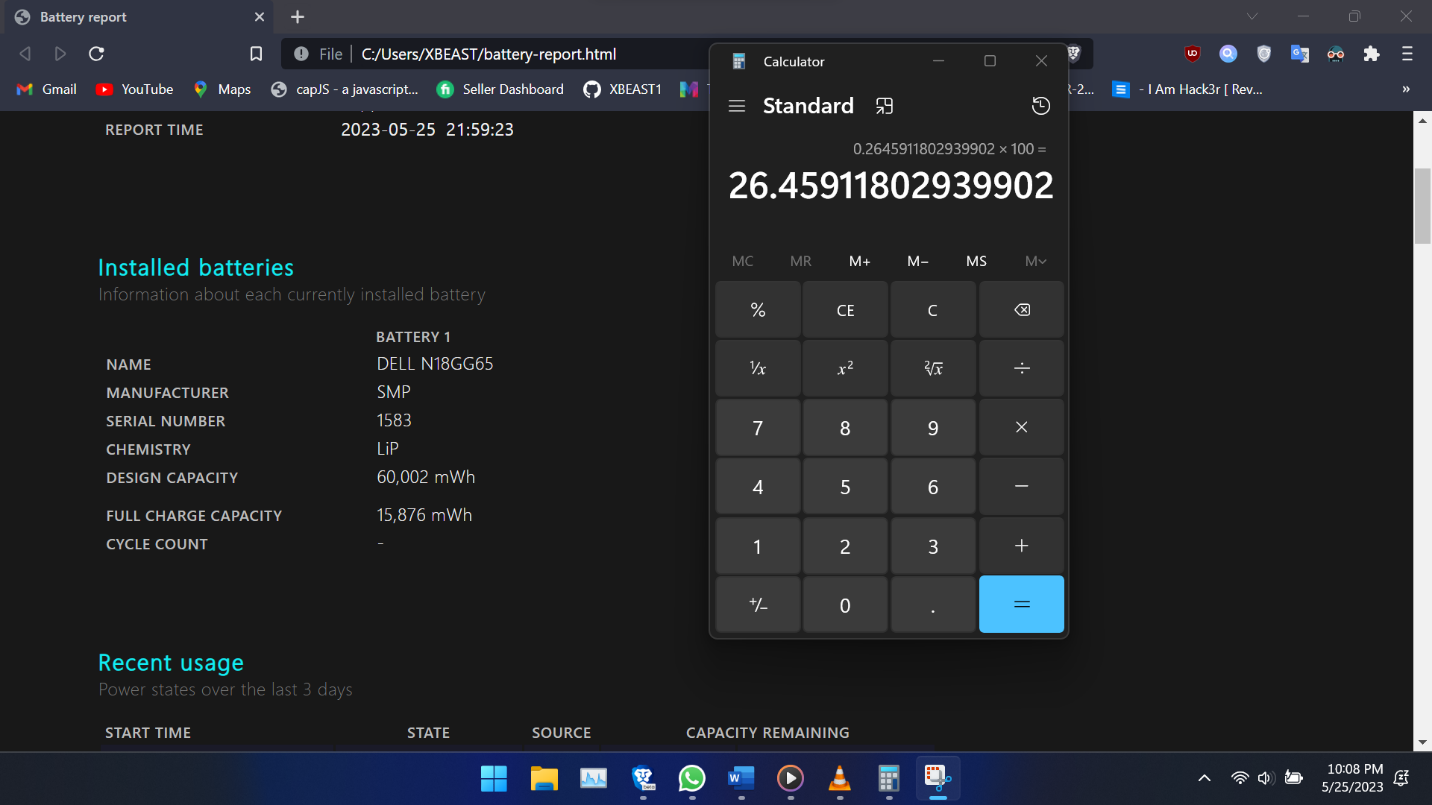 Battery report
File | C:/Users/XBEAST/battery-report.html
Gmail YouTube Maps capJS - a javascript... Seller Dashboard XBEAST1 - I Am Hack3r [ Rev... »
REPORT TIME 2023-05-25 21:59:23
Installed batteries
Information about each currently installed battery
BATTERY 1
NAME DELL N18GG65
MANUFACTURER SMP
SERIAL NUMBER 1583
CHEMISTRY LiP
DESIGN CAPACITY 60,002 mWh
FULL CHARGE CAPACITY 15,876 mWh
CYCLE COUNT -
Recent usage
Power states over the last 3 days
START TIME STATE SOURCE CAPACITY REMAINING
Calculator
Standard
0.2645911802939902 × 100 =
26.45911802939902
MC MR M+ M− MS M
% CE C
¹/x x² ²√x ÷
7 8 9 ×
4 5 6 −
1 2 3 +
+/− 0 . =
10:08 PM
5/25/2023